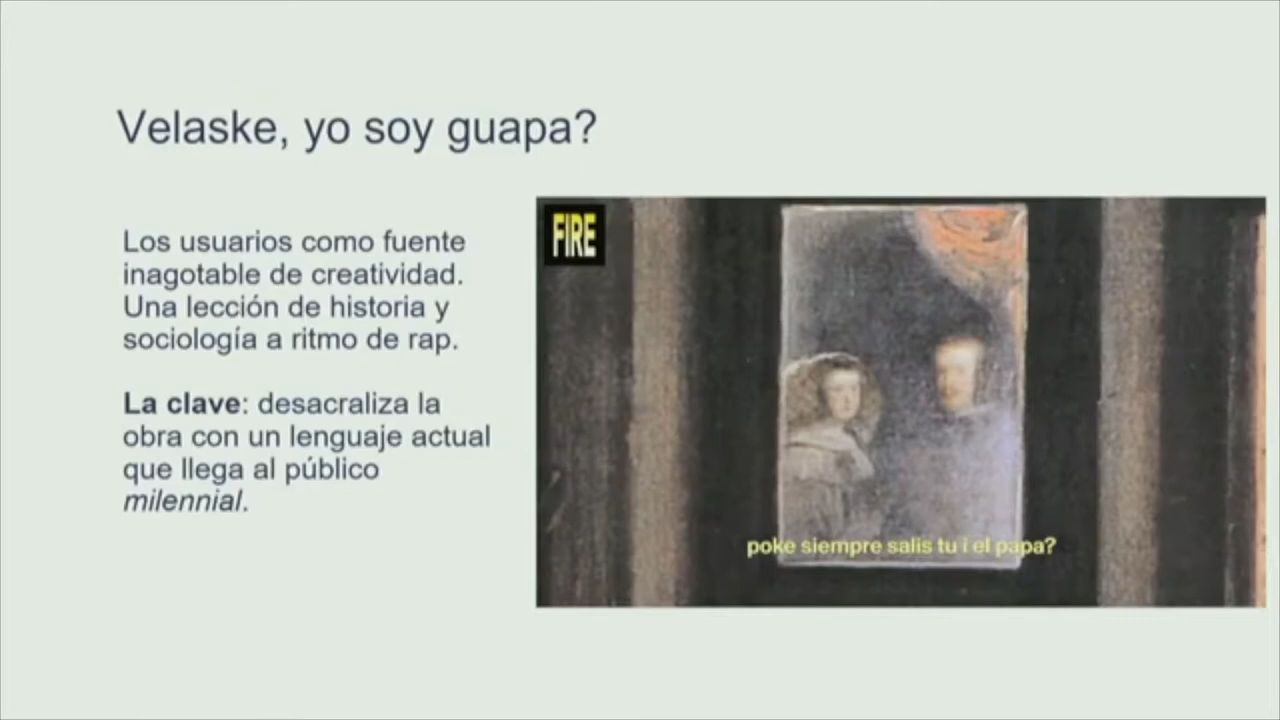 Velaske, yo soy guapa?
Los usuarios como fuente
inagotable de creatividad.
Una lección de historia y
sociología a ritmo de rap.
La clave: desacraliza la
obra con un lenguaje actual
que llega al público
milennial.
FIRE
poke siempre salis tu i el papa?